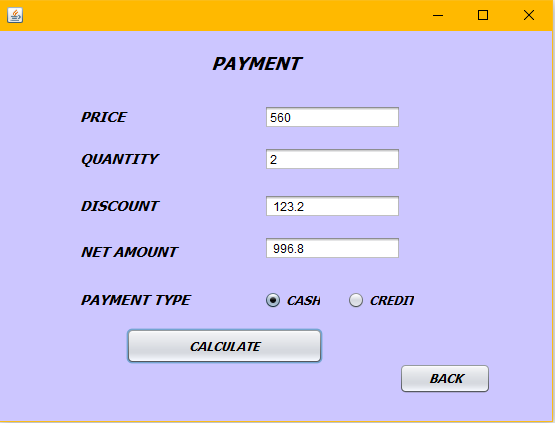 PAYMENT
PRICE 560
QUANTITY 2
DISCOUNT 123.2
NET AMOUNT 996.8
PAYMENT TYPE CASH CREDIT
CALCULATE
BACK